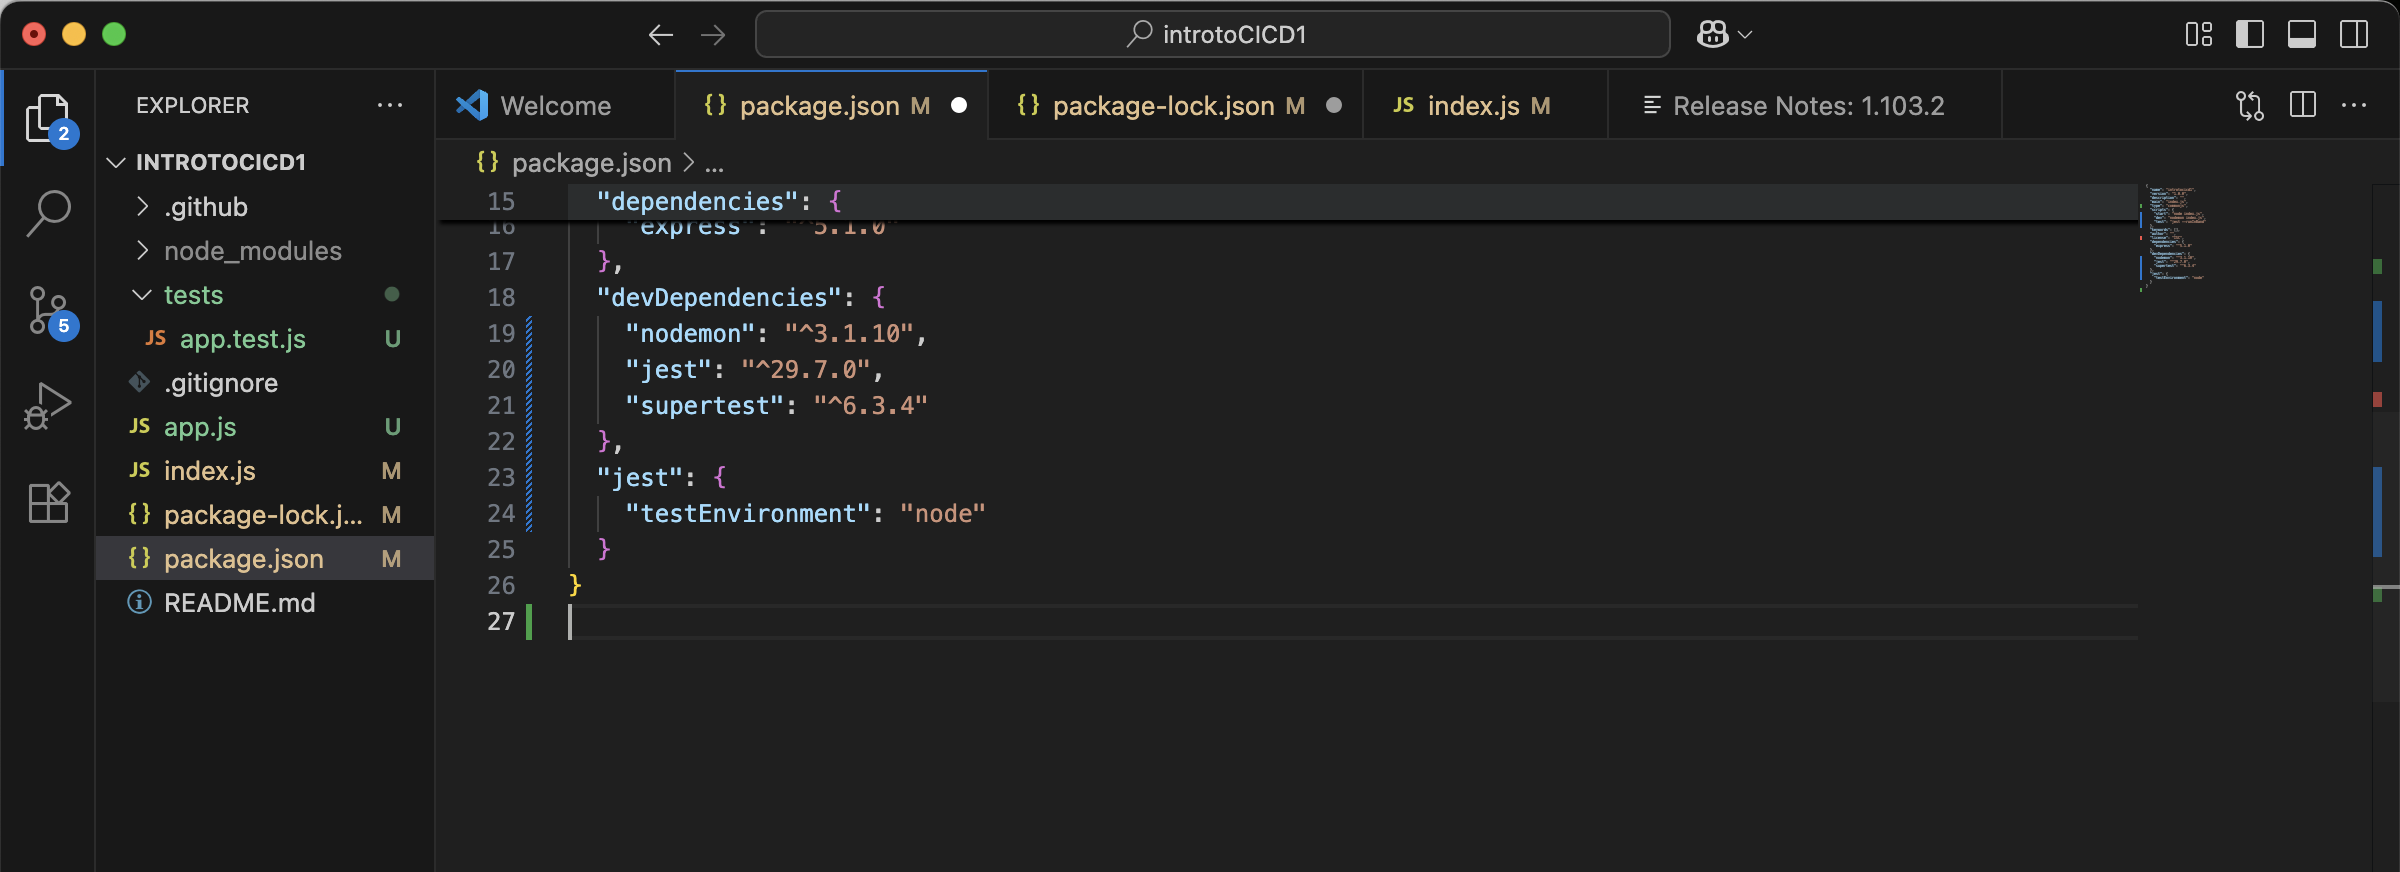 introtoCICD1
EXPLORER
Welcome
{} package.json M
{} package-lock.json M
JS index.js M
Release Notes: 1.103.2
2
5
INTROTOCICD1
.github
node_modules
tests
JS app.test.js U
.gitignore
JS app.js U
JS index.js M
{} package-lock.j... M
{} package.json M
README.md
{} package.json > ...
15 "dependencies": {
16 "express": "^5.1.0"
17 },
18 "devDependencies": {
19 "nodemon": "^3.1.10",
20 "jest": "^29.7.0",
21 "supertest": "^6.3.4"
22 },
23 "jest": {
24 "testEnvironment": "node"
25 }
26 }
27